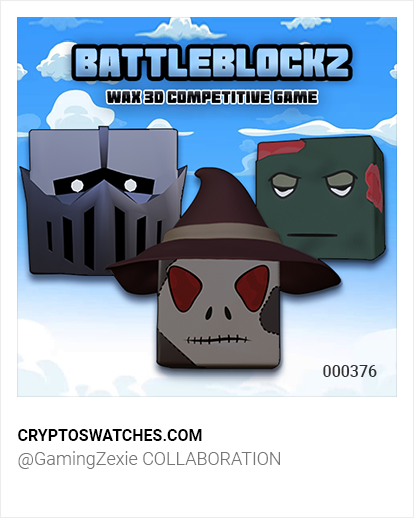 BATTLEBLOCKZ
WAX 3D COMPETITIVE GAME
000376
CRYPTOSWATCHES.COM
@GamingZexie COLLABORATION